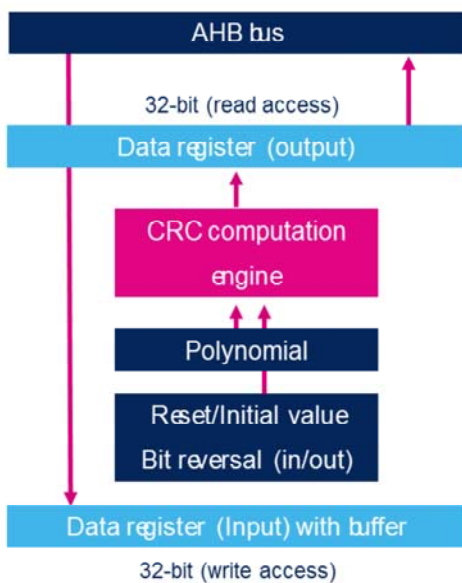 AHB bus
32-bit (read access)
Data register (output)
CRC computation
engine
Polynomial
Reset/Initial value
Bit reversal (in/out)
Data register (Input) with buffer
32-bit (write access)